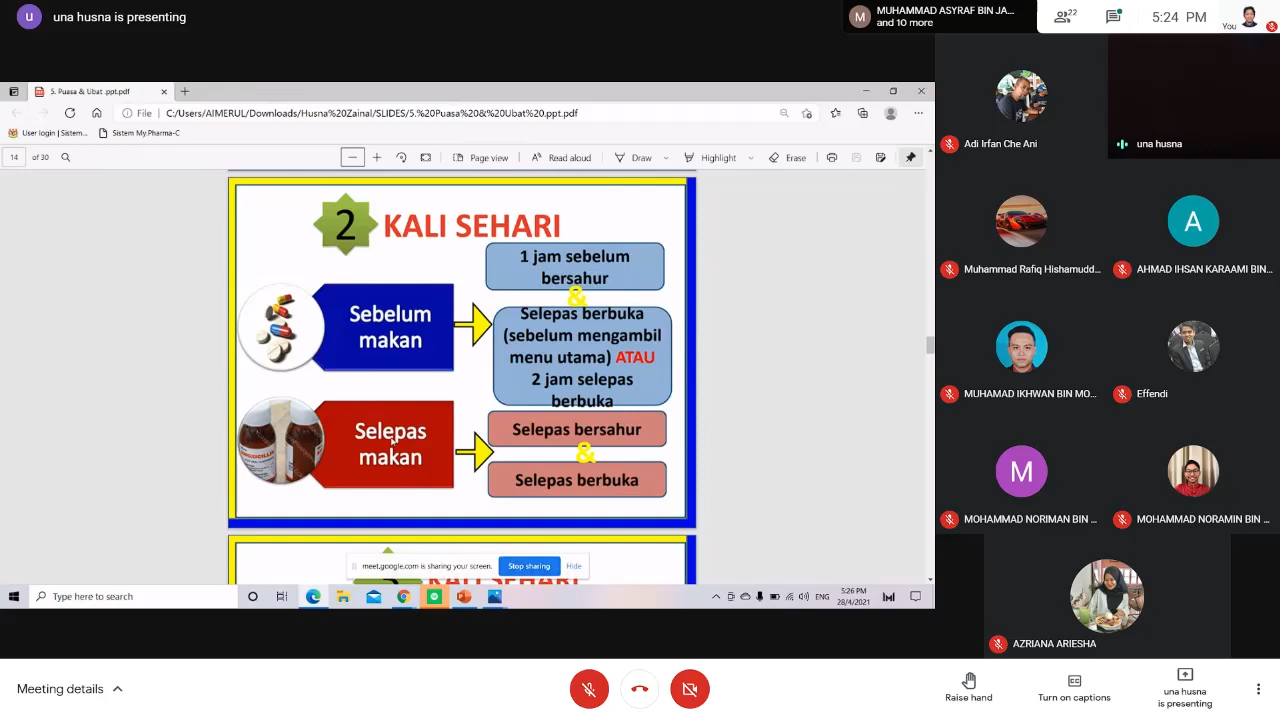 u
una husna is presenting
M
MUHAMMAD ASYRAF BIN JA...
and 10 more
22
5:24 PM
You
5. Puasa & Ubat .ppt.pdf
File
C:/Users/AIMERUL/Downloads/Husna%20Zainal/SLIDES/5.%20Puasa%20&%20Ubat%20.ppt.pdf
User login | Sistem...
Sistem My.Pharma-C
14
of 30
Page view
Read aloud
Draw
Highlight
Erase
2
KALI SEHARI
1 jam sebelum
bersahur
&
Sebelum
makan
Selepas berbuka
(sebelum mengambil
menu utama) ATAU
2 jam selepas
berbuka
Selepas
makan
Selepas bersahur
&
Selepas berbuka
meet.google.com is sharing your screen.
Stop sharing
Hide
KALI SEHARI
Type here to search
ENG
5:26 PM
28/4/2021
Adi Irfan Che Ani
una husna
Muhammad Rafiq Hishamudd...
A
AHMAD IHSAN KARAAMI BIN...
MUHAMAD IKHWAN BIN MO...
Effendi
M
MOHAMMAD NORIMAN BIN ...
MOHAMMAD NORAMIN BIN ...
AZRIANA ARIESHA
Meeting details
Raise hand
Turn on captions
una husna
is presenting